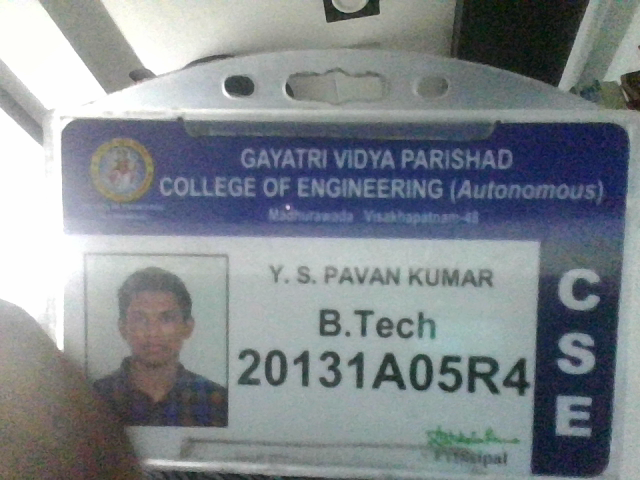 GAYATRI VIDYA PARISHAD
COLLEGE OF ENGINEERING (Autonomous)
Madhurawada Visakhapatnam-48
Y. S. PAVAN KUMAR
B.Tech
20131A05R4
CSE
Principal